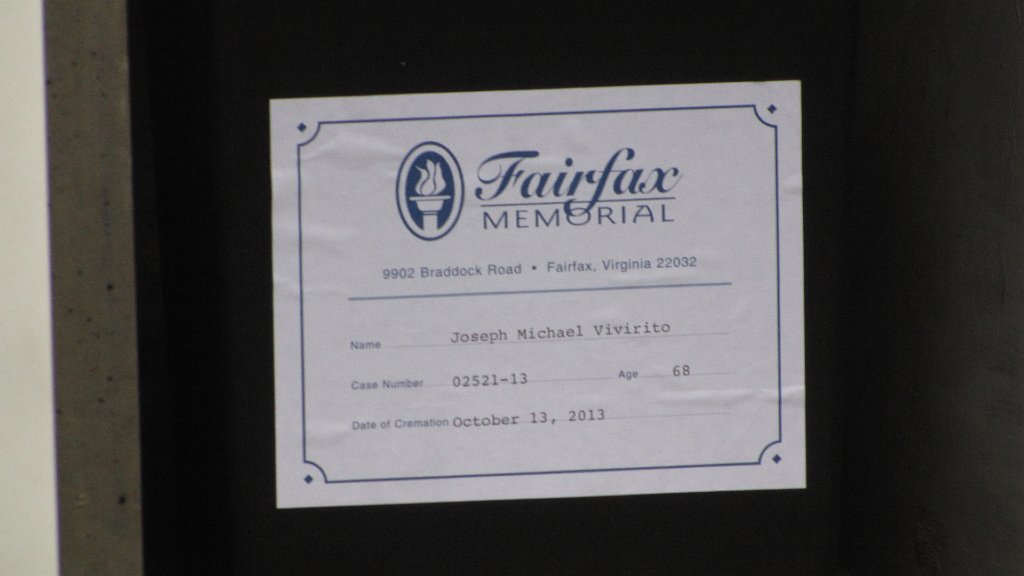 Fairfax
MEMORIAL
9902 Braddock Road • Fairfax, Virginia 22032
Name Joseph Michael Vivirito
Case Number 02521-13 Age 68
Date of Cremation October 13, 2013